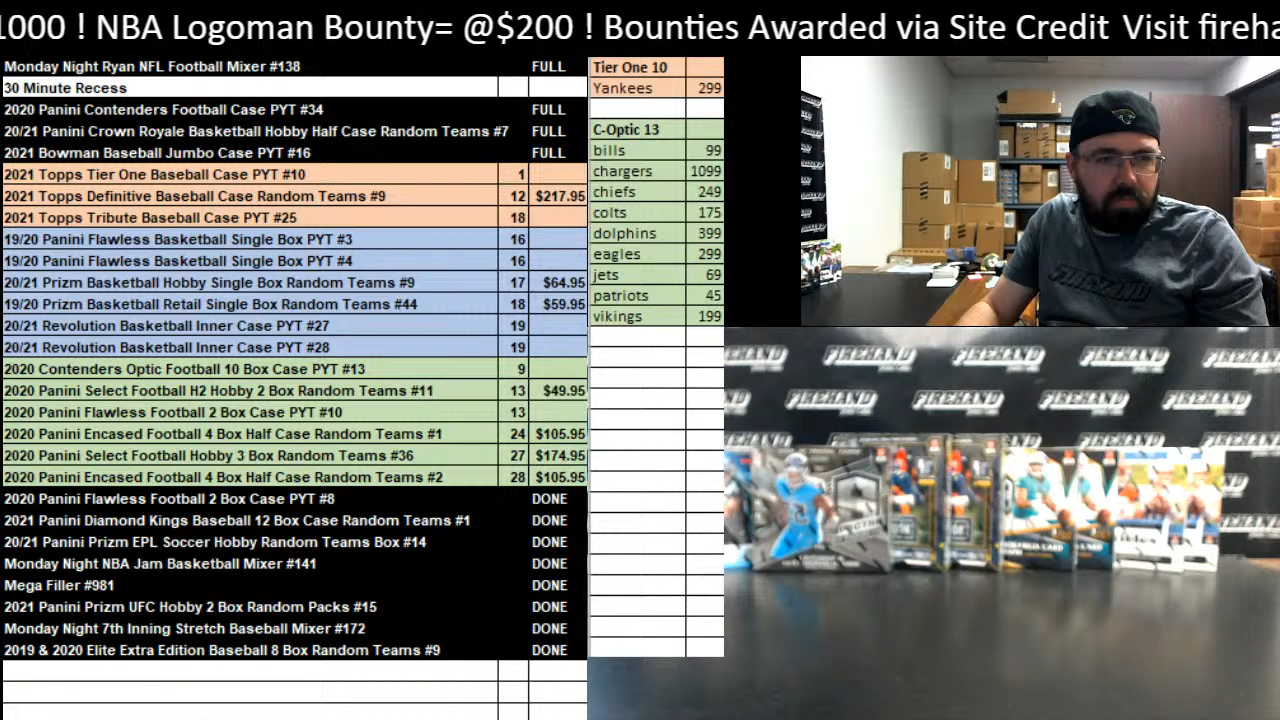 1000 ! NBA Logoman Bounty= @$200 ! Bounties Awarded via Site Credit Visit fireha
Monday Night Ryan NFL Football Mixer #138 FULL
30 Minute Recess
2020 Panini Contenders Football Case PYT #34 FULL
20/21 Panini Crown Royale Basketball Hobby Half Case Random Teams #7 FULL
2021 Bowman Baseball Jumbo Case PYT #16 FULL
2021 Topps Tier One Baseball Case PYT #10 1
2021 Topps Definitive Baseball Case Random Teams #9 12 $217.95
2021 Topps Tribute Baseball Case PYT #25 18
19/20 Panini Flawless Basketball Single Box PYT #3 16
19/20 Panini Flawless Basketball Single Box PYT #4 16
20/21 Prizm Basketball Hobby Single Box Random Teams #9 17 $64.95
19/20 Prizm Basketball Retail Single Box Random Teams #44 18 $59.95
20/21 Revolution Basketball Inner Case PYT #27 19
20/21 Revolution Basketball Inner Case PYT #28 19
2020 Contenders Optic Football 10 Box Case PYT #13 9
2020 Panini Select Football H2 Hobby 2 Box Random Teams #11 13 $49.95
2020 Panini Flawless Football 2 Box Case PYT #10 13
2020 Panini Encased Football 4 Box Half Case Random Teams #1 24 $105.95
2020 Panini Select Football Hobby 3 Box Random Teams #36 27 $174.95
2020 Panini Encased Football 4 Box Half Case Random Teams #2 28 $105.95
2020 Panini Flawless Football 2 Box Case PYT #8 DONE
2021 Panini Diamond Kings Baseball 12 Box Case Random Teams #1 DONE
20/21 Panini Prizm EPL Soccer Hobby Random Teams Box #14 DONE
Monday Night NBA Jam Basketball Mixer #141 DONE
Mega Filler #981 DONE
2021 Panini Prizm UFC Hobby 2 Box Random Packs #15 DONE
Monday Night 7th Inning Stretch Baseball Mixer #172 DONE
2019 & 2020 Elite Extra Edition Baseball 8 Box Random Teams #9 DONE
Tier One 10
Yankees 299
C-Optic 13
bills 99
chargers 1099
chiefs 249
colts 175
dolphins 399
eagles 299
jets 69
patriots 45
vikings 199
FIREHAND
FIREHAND FIREHAND FIREHAND FIREHAND
FIREHAND FIREHAND FIREHAND